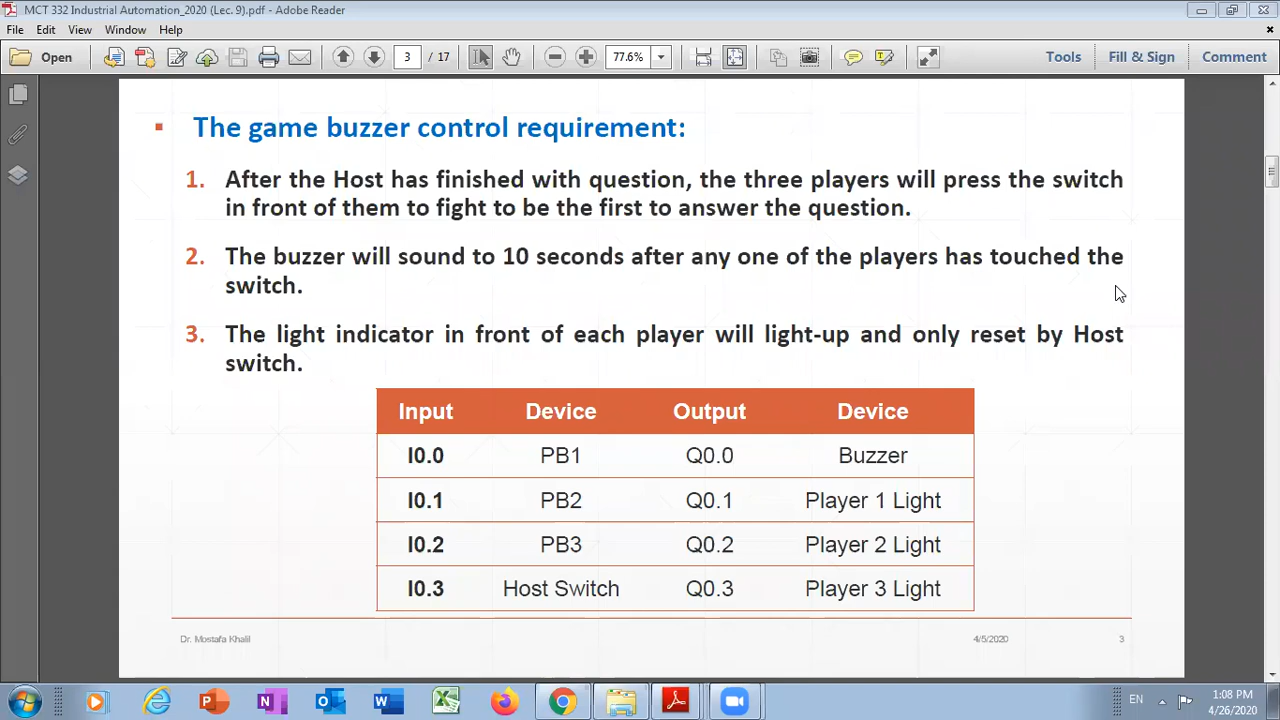 MCT 332 Industrial Automation_2020 (Lec. 9).pdf - Adobe Reader
File Edit View Window Help
Open 3 / 17 77.6% Tools Fill & Sign Comment
▪ The game buzzer control requirement:
1. After the Host has finished with question, the three players will press the switch
in front of them to fight to be the first to answer the question.
2. The buzzer will sound to 10 seconds after any one of the players has touched the
switch.
3. The light indicator in front of each player will light-up and only reset by Host
switch.
Input Device Output Device
I0.0 PB1 Q0.0 Buzzer
I0.1 PB2 Q0.1 Player 1 Light
I0.2 PB3 Q0.2 Player 2 Light
I0.3 Host Switch Q0.3 Player 3 Light
Dr. Mostafa Khalil 4/5/2020 3
EN 1:08 PM
4/26/2020